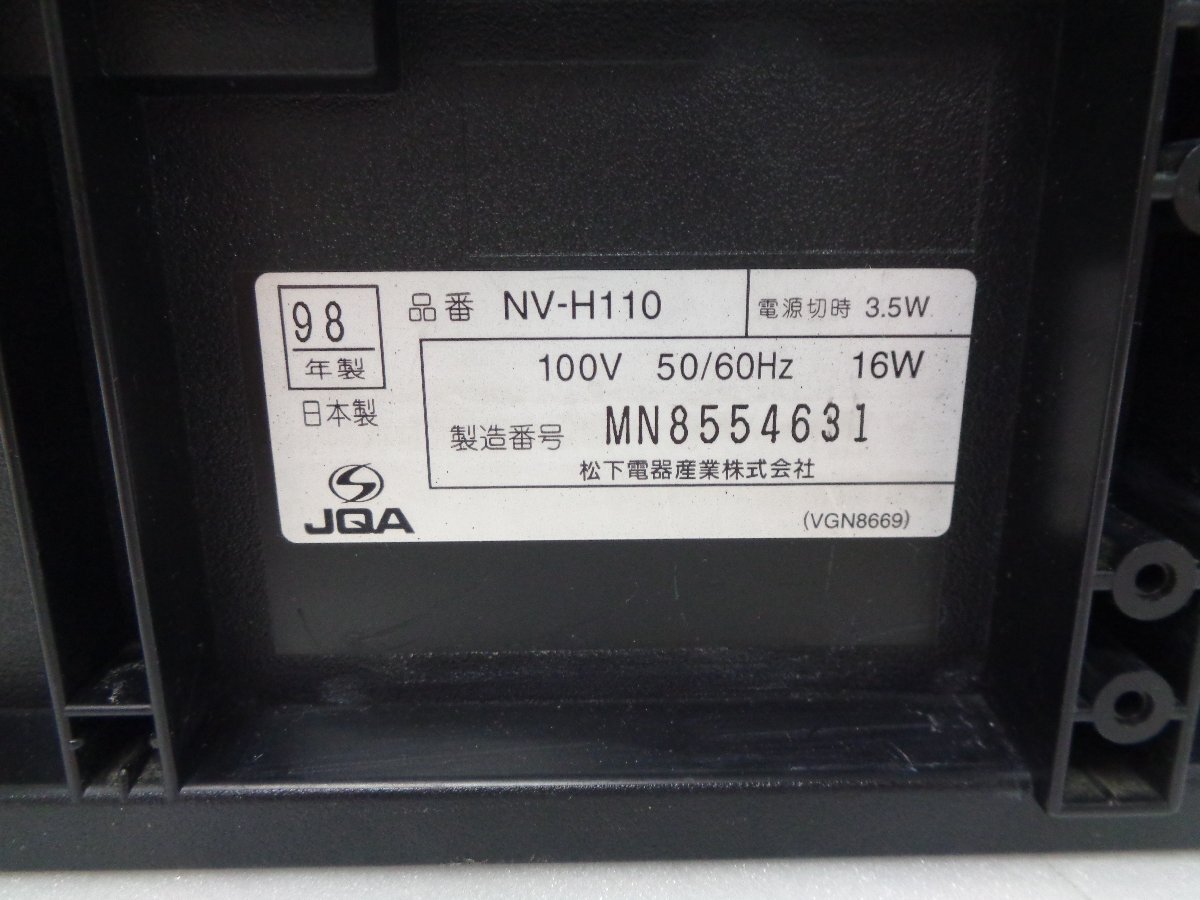 98
年製
日本製
JQA
品番 NV-H110
電源切時 3.5W
100V 50/60Hz 16W
製造番号 MN8554631
松下電器産業株式会社
(VGN8669)